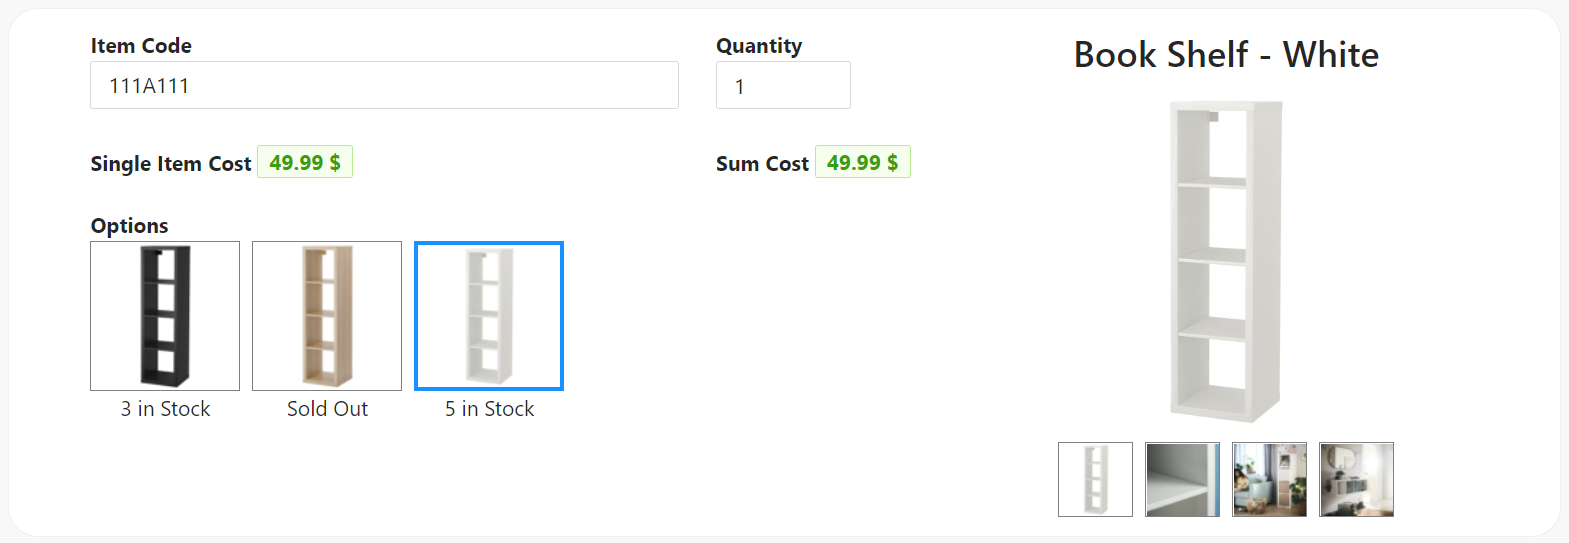 Item Code
111A111
Quantity
1
Single Item Cost 49.99 $
Sum Cost 49.99 $
Options
3 in Stock
Sold Out
5 in Stock
Book Shelf - White